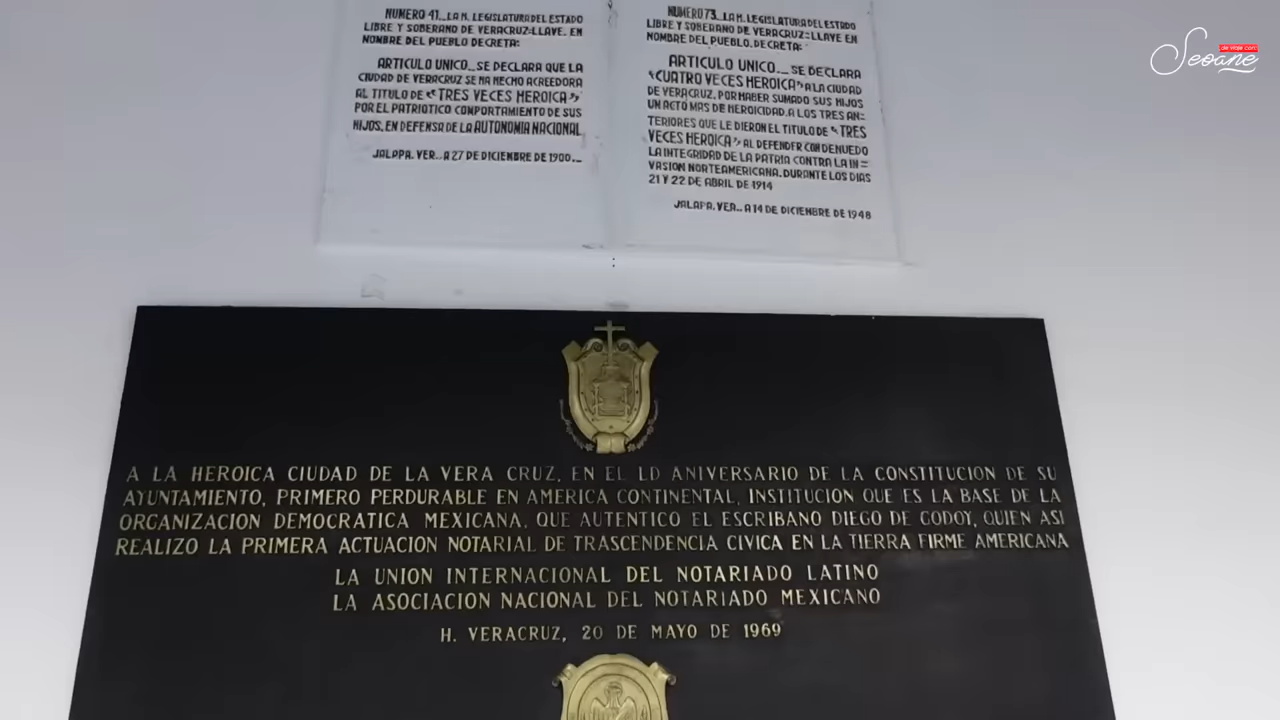 NUMERO 41._ LA H. LEGISLATURA DEL ESTADO
LIBRE Y SOBERANO DE VERACRUZ=LLAVE, EN
NOMBRE DEL PUEBLO DECRETA:
ARTICULO UNICO._ SE DECLARA QUE LA
CIUDAD DE VERACRUZ SE HA HECHO ACREEDORA
AL TITULO DE «TRES VECES HEROICA»
POR EL PATRIOTICO COMPORTAMIENTO DE SUS
HIJOS, EN DEFENSA DE LA AUTONOMIA NACIONAL
JALAPA, VER._ A 27 DE DICIEMBRE DE 1900._
NUMERO 73_ LA H. LEGISLATURA DEL ESTADO
LIBRE Y SOBERANO DE VERACRUZ=LLAVE EN
NOMBRE DEL PUEBLO, DECRETA:
ARTICULO UNICO._ SE DECLARA
«CUATRO VECES HEROICA» A LA CIUDAD
DE VERACRUZ, POR HABER SUMADO SUS HIJOS
UN ACTO MAS DE HEROICIDAD, A LOS TRES AN=
TERIORES QUE LE DIERON EL TITULO DE «TRES
VECES HEROICA» AL DEFENDER CON DENUEDO
LA INTEGRIDAD DE LA PATRIA CONTRA LA IN=
VASION NORTEAMERICANA, DURANTE LOS DIAS
21 Y 22 DE ABRIL DE 1914
JALAPA, VER._ A 14 DE DICIEMBRE DE 1948
de viaje con
Seoane
A LA HEROICA CIUDAD DE LA VERA CRUZ, EN EL LD ANIVERSARIO DE LA CONSTITUCION DE SU
AYUNTAMIENTO, PRIMERO PERDURABLE EN AMERICA CONTINENTAL, INSTITUCION QUE ES LA BASE DE LA
ORGANIZACION DEMOCRATICA MEXICANA, QUE AUTENTICO EL ESCRIBANO DIEGO DE GODOY, QUIEN ASI
REALIZO LA PRIMERA ACTUACION NOTARIAL DE TRASCENDENCIA CIVICA EN LA TIERRA FIRME AMERICANA
LA UNION INTERNACIONAL DEL NOTARIADO LATINO
LA ASOCIACION NACIONAL DEL NOTARIADO MEXICANO
H. VERACRUZ, 20 DE MAYO DE 1969